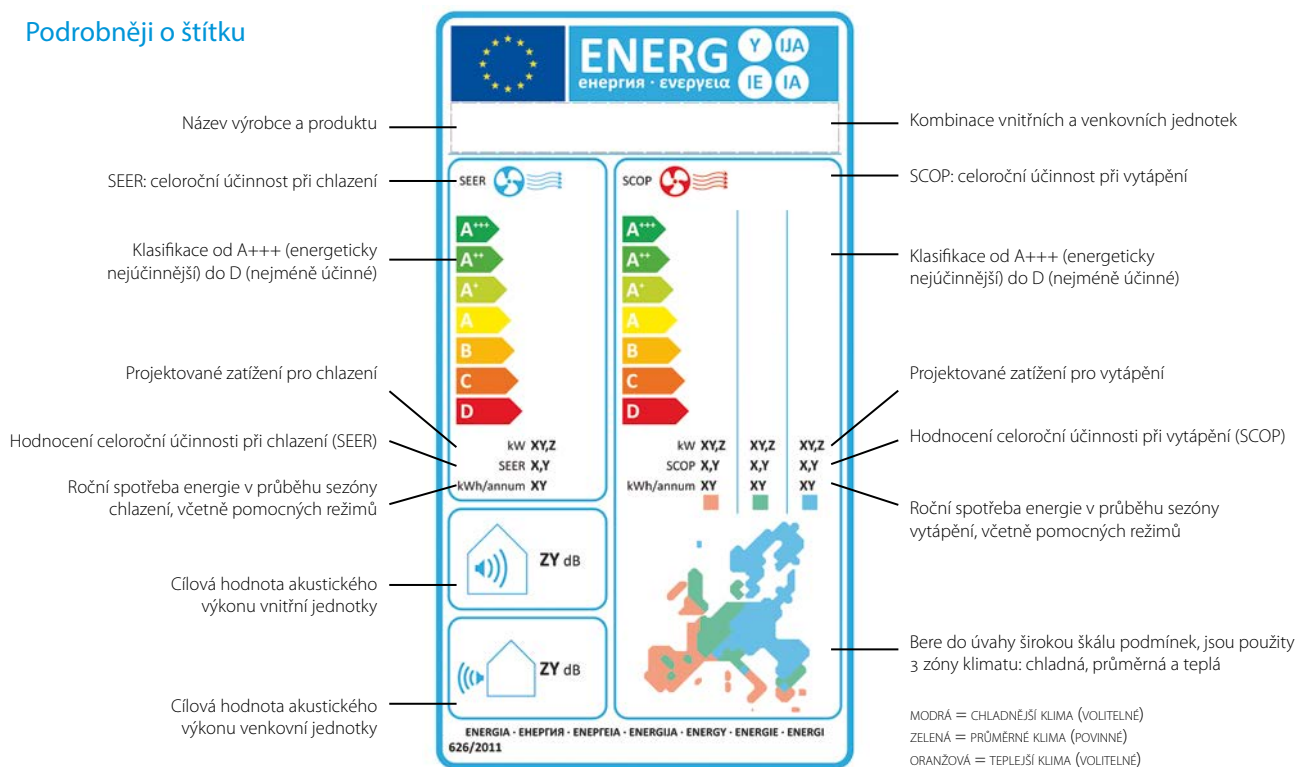 Podrobněji o štítku
ENERG
Y
IJA
IE
IA
енергия · ενεργεια
Název výrobce a produktu
Kombinace vnitřních a venkovních jednotek
SEER: celoroční účinnost při chlazení
SEER
SCOP
SCOP: celoroční účinnost při vytápění
Klasifikace od A+++ (energeticky
nejúčinnější) do D (nejméně účinné)
A+++
A++
A+
A
B
C
D
A+++
A++
A+
A
B
C
D
Klasifikace od A+++ (energeticky
nejúčinnější) do D (nejméně účinné)
Projektované zatížení pro chlazení
Hodnocení celoroční účinnosti při chlazení (SEER)
Roční spotřeba energie v průběhu sezóny
chlazení, včetně pomocných režimů
kW XY,Z
SEER X,Y
kWh/annum XY
kW XY,Z XY,Z XY,Z
SCOP X,Y X,Y X,Y
kWh/annum XY XY XY
Projektované zatížení pro vytápění
Hodnocení celoroční účinnosti při vytápění (SCOP)
Roční spotřeba energie v průběhu sezóny
vytápění, včetně pomocných režimů
ZY dB
Cílová hodnota akustického
výkonu vnitřní jednotky
ZY dB
Cílová hodnota akustického
výkonu venkovní jednotky
Bere do úvahy širokou škálu podmínek, jsou použity
3 zóny klimatu: chladná, průměrná a teplá
MODRÁ = CHLADNĚJŠÍ KLIMA (VOLITELNÉ)
ZELENÁ = PRŮMĚRNÉ KLIMA (POVINNÉ)
ORANŽOVÁ = TEPLEJŠÍ KLIMA (VOLITELNÉ)
ENERGIA · ЕНЕРГИЯ · ΕΝΕΡΓΕΙΑ · ENERGIJA · ENERGY · ENERGIE · ENERGI
626/2011